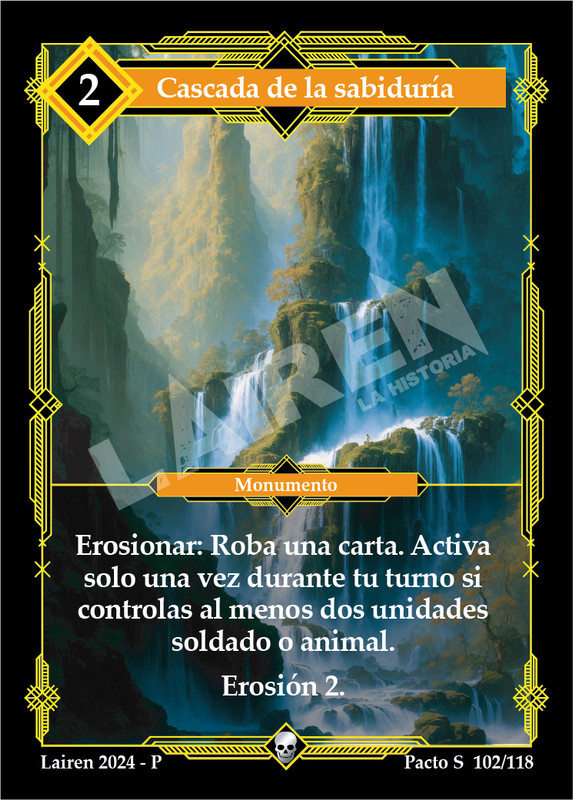 2
Cascada de la sabiduría
LAIREN
LA HISTORIA
Monumento
Erosionar: Roba una carta. Activa
solo una vez durante tu turno si
controlas al menos dos unidades
soldado o animal.
Erosión 2.
Lairen 2024 - P
Pacto S 102/118